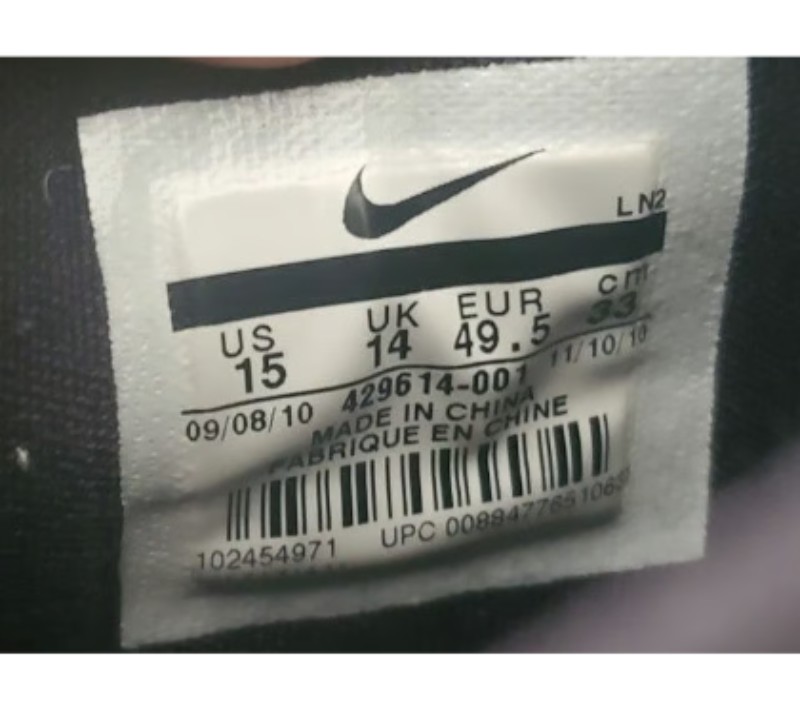 LN2
US UK EUR cm
15 14 49.5 33
09/08/10 429614-001 11/10/10
MADE IN CHINA
FABRIQUE EN CHINE
102454971 UPC